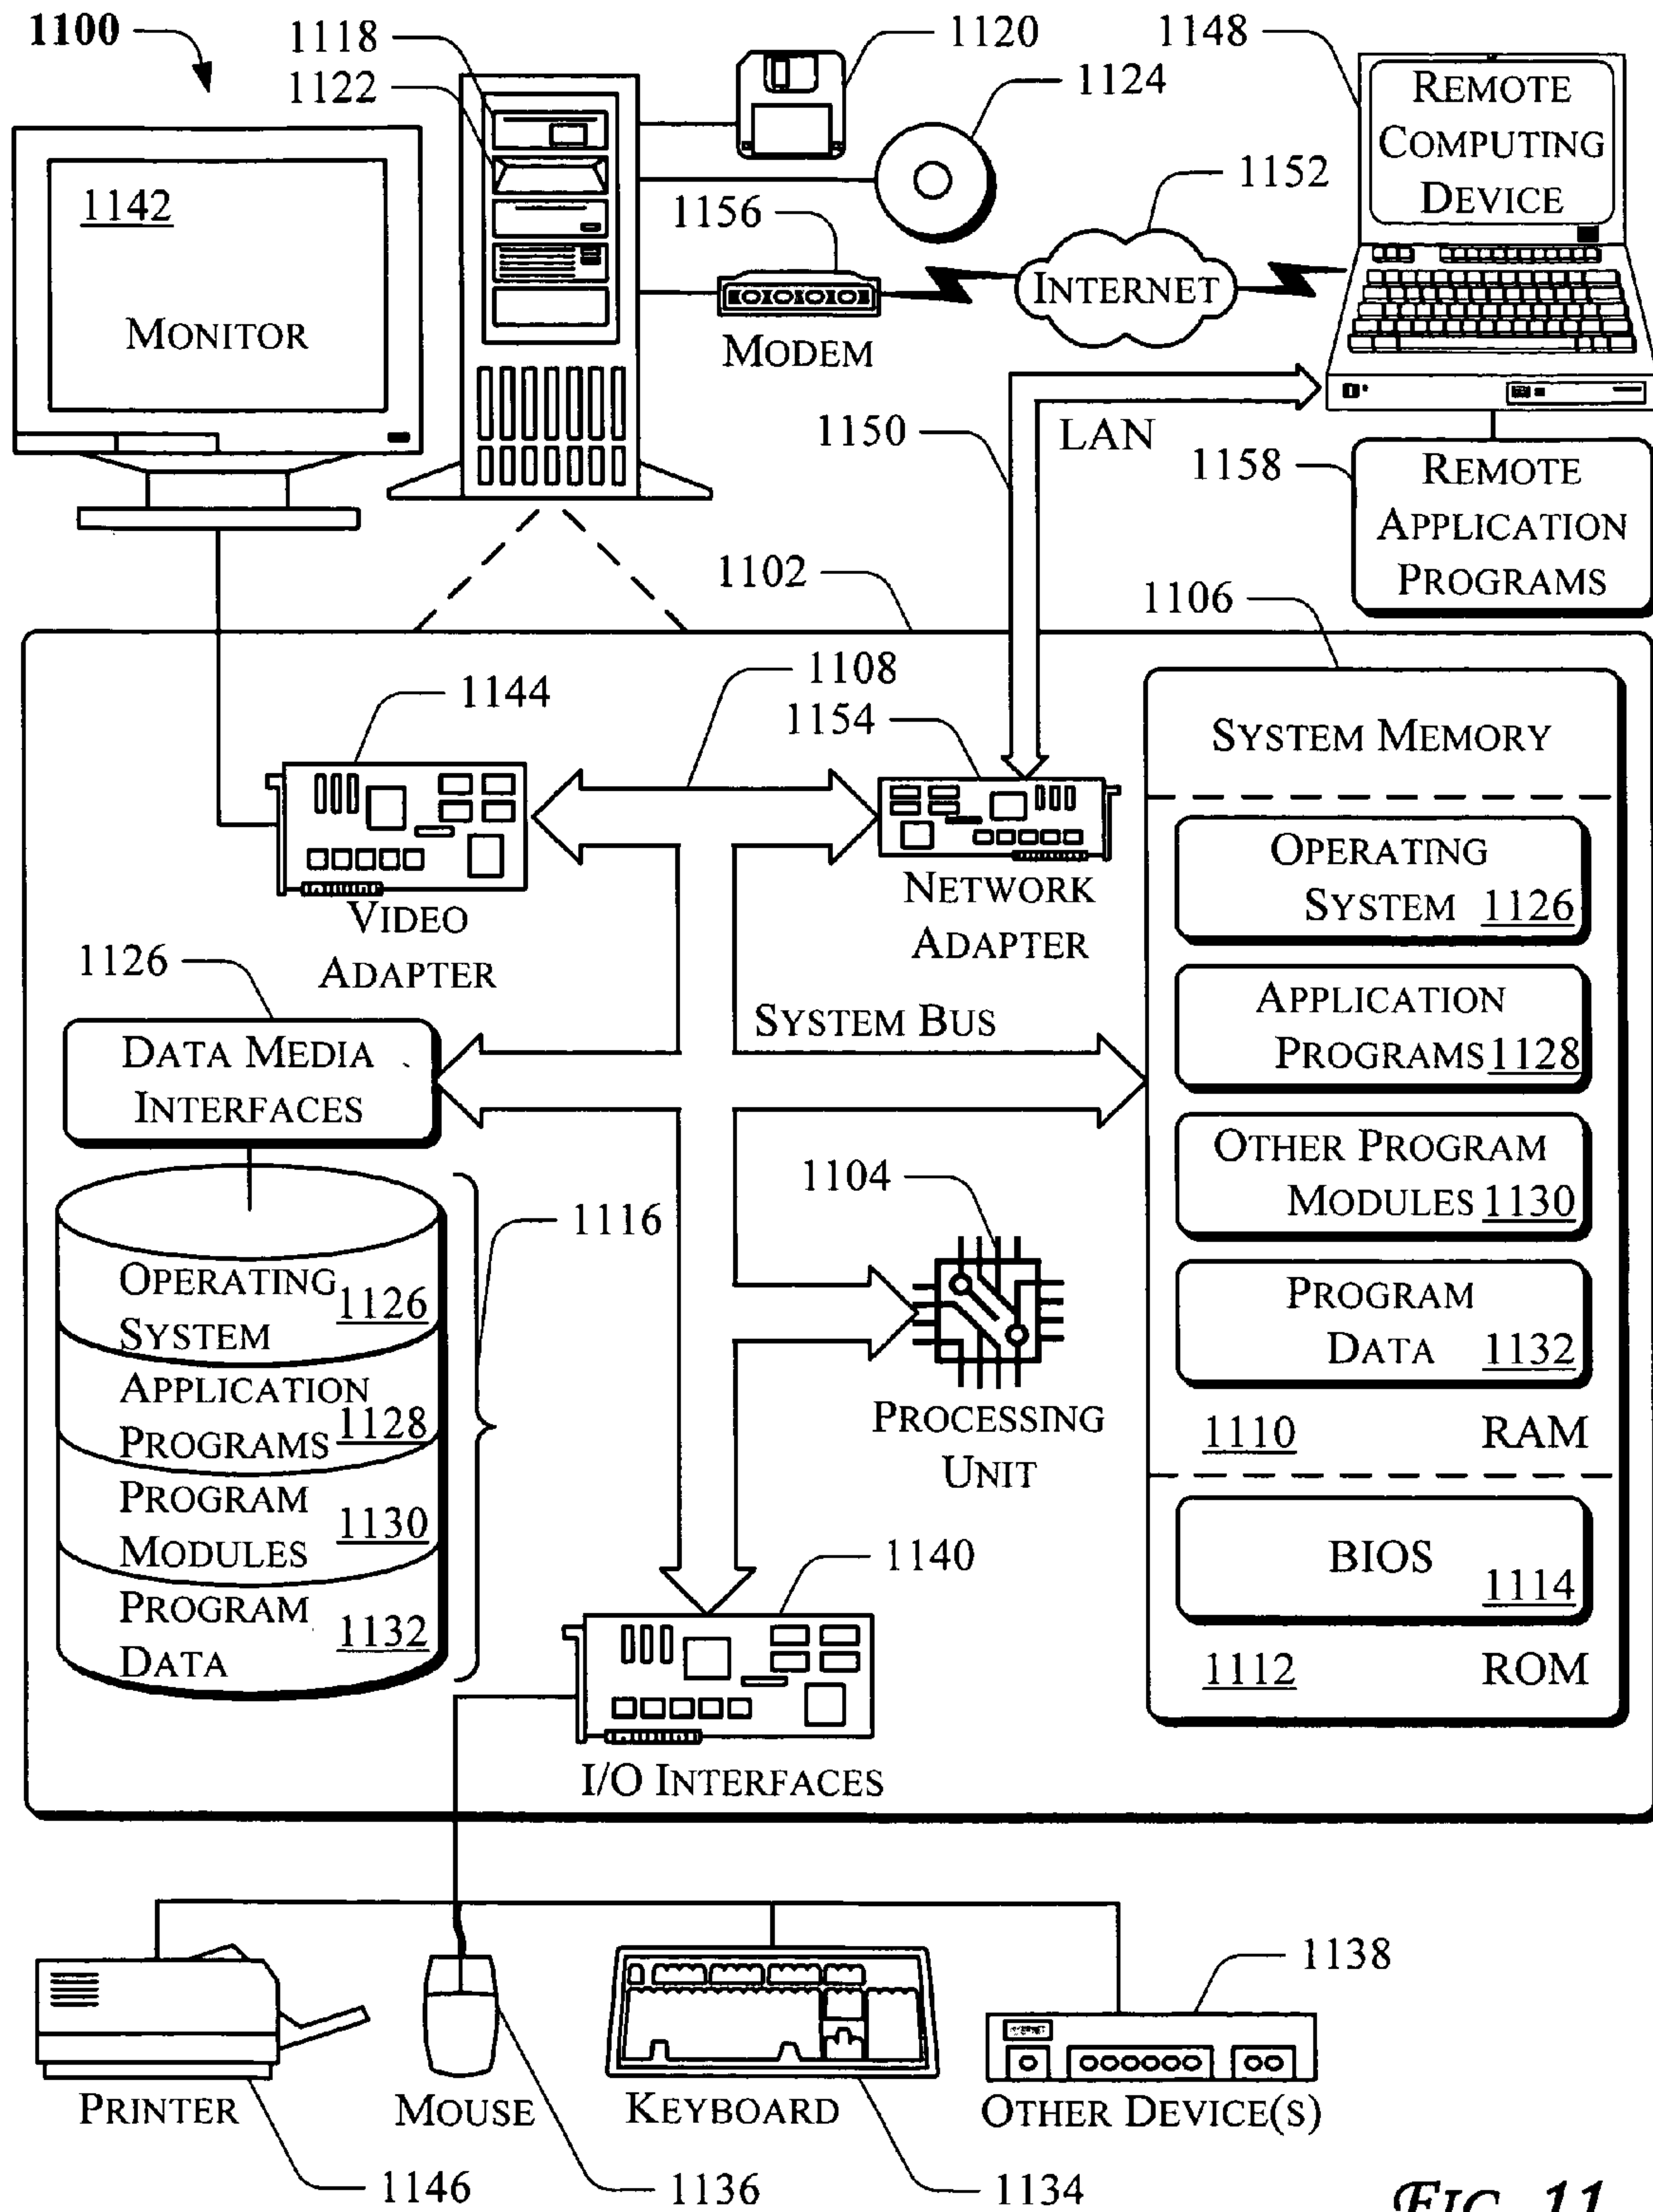 1100
1118
1122
1120
1124
1148
REMOTE
COMPUTING
DEVICE
1142
MONITOR
1156
MODEM
1152
INTERNET
1150
LAN
1158
REMOTE
APPLICATION
PROGRAMS
1102
1106
1108
1144
1154
VIDEO
ADAPTER
NETWORK
ADAPTER
SYSTEM MEMORY
OPERATING
SYSTEM 1126
APPLICATION
PROGRAMS 1128
OTHER PROGRAM
MODULES 1130
PROGRAM
DATA 1132
1110 RAM
BIOS
1114
1112 ROM
1126
DATA MEDIA
INTERFACES
SYSTEM BUS
1116
OPERATING
SYSTEM 1126
APPLICATION
PROGRAMS 1128
PROGRAM
MODULES 1130
PROGRAM
DATA 1132
1104
PROCESSING
UNIT
1140
I/O INTERFACES
PRINTER
1146
MOUSE
1136
KEYBOARD
1134
1138
OTHER DEVICE(S)
FIG. 11